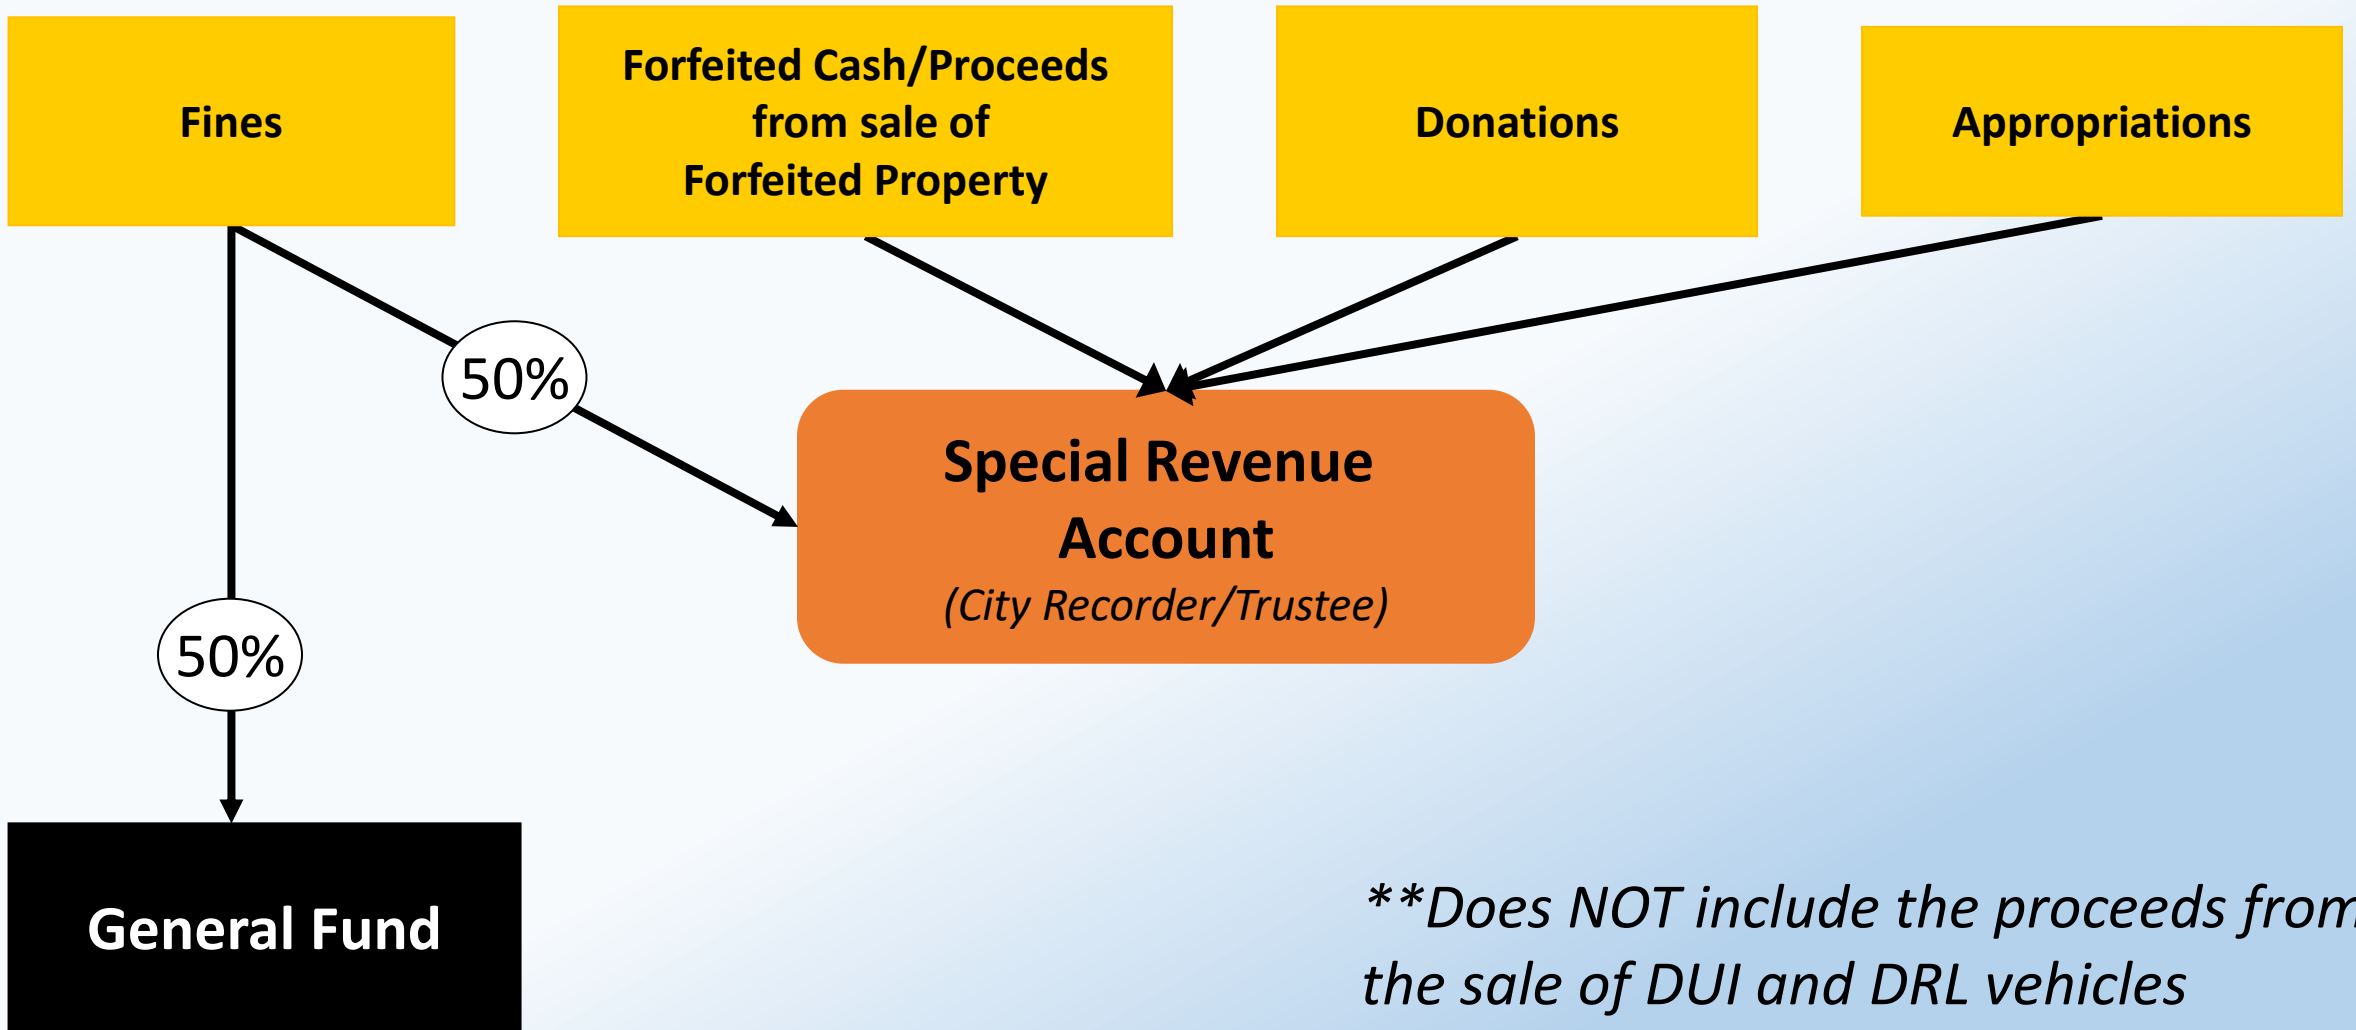 Fines
Forfeited Cash/Proceeds
from sale of
Forfeited Property
Donations
Appropriations
50%
Special Revenue
Account
(City Recorder/Trustee)
50%
General Fund
**Does NOT include the proceeds from
the sale of DUI and DRL vehicles